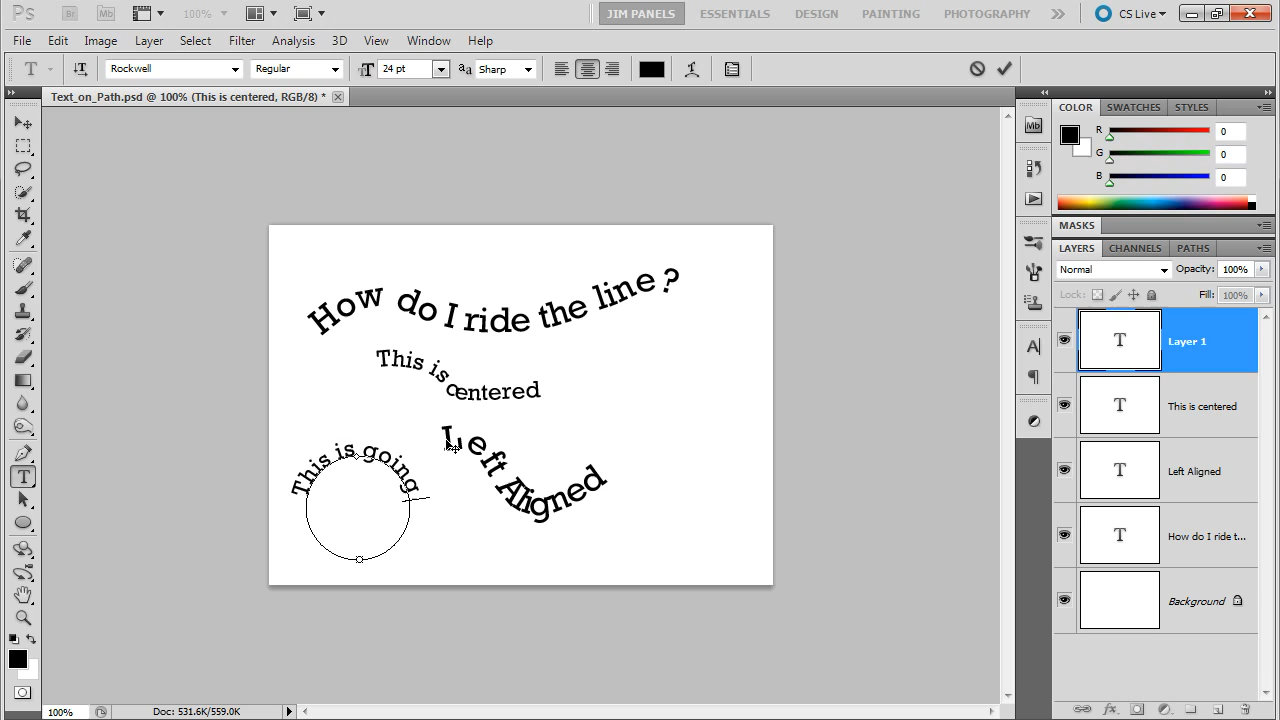 Ps Br Mb 100% JIM PANELS ESSENTIALS DESIGN PAINTING PHOTOGRAPHY CS Live
File Edit Image Layer Select Filter Analysis 3D View Window Help
T Rockwell Regular 24 pt aa Sharp
Text_on_Path.psd @ 100% (This is centered, RGB/8) *
COLOR SWATCHES STYLES
R 0
G 0
B 0
MASKS
LAYERS CHANNELS PATHS
Normal Opacity: 100%
Lock: Fill: 100%
T Layer 1
T This is centered
T Left Aligned
T How do I ride t...
Background
How do I ride the line ?
This is centered
Left Aligned
This is going
100% Doc: 531.6K/559.0K